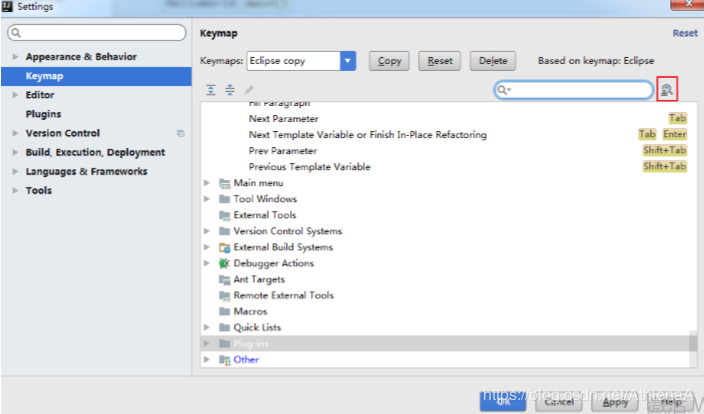 Settings
Keymap
Reset
Keymaps:
Eclipse copy
Copy
Reset
Delete
Based on keymap: Eclipse
Appearance & Behavior
Keymap
Editor
Plugins
Version Control
Build, Execution, Deployment
Languages & Frameworks
Tools
Fill Paragraph
Next Parameter
Tab
Next Template Variable or Finish In-Place Refactoring
Tab Enter
Prev Parameter
Shift+Tab
Previous Template Variable
Shift+Tab
Main menu
Tool Windows
External Tools
Version Control Systems
External Build Systems
Debugger Actions
Ant Targets
Remote External Tools
Macros
Quick Lists
Plug-ins
Other
OK
Cancel
Apply
Help
https://blog.csdn.net/AthleneA